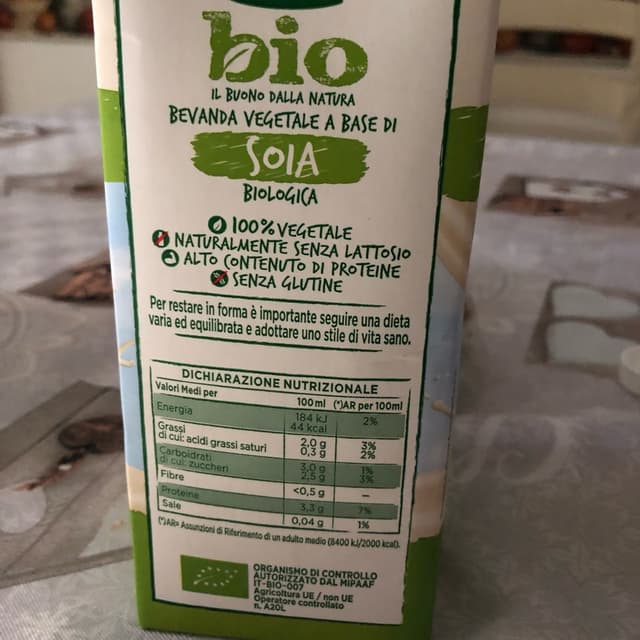 bio
IL BUONO DALLA NATURA
BEVANDA VEGETALE A BASE DI
SOIA
BIOLOGICA
100% VEGETALE
NATURALMENTE SENZA LATTOSIO
ALTO CONTENUTO DI PROTEINE
SENZA GLUTINE
Per restare in forma è importante seguire una dieta
varia ed equilibrata e adottare uno stile di vita sano.
DICHIARAZIONE NUTRIZIONALE
Valori Medi per 100 ml (*)AR per 100ml
Energia 184 kJ
44 kcal 2%
Grassi 2,0 g 3%
di cui: acidi grassi saturi 0,3 g 2%
Carboidrati 3,0 g 1%
di cui: zuccheri 2,5 g 3%
Fibre <0,5 g –
Proteine 3,3 g 7%
Sale 0,04 g 1%
(*)AR= Assunzioni di Riferimento di un adulto medio (8400 kJ/2000 kcal).
ORGANISMO DI CONTROLLO
AUTORIZZATO DAL MIPAAF
IT-BIO-007
Agricoltura UE / non UE
Operatore controllato
n. A20L